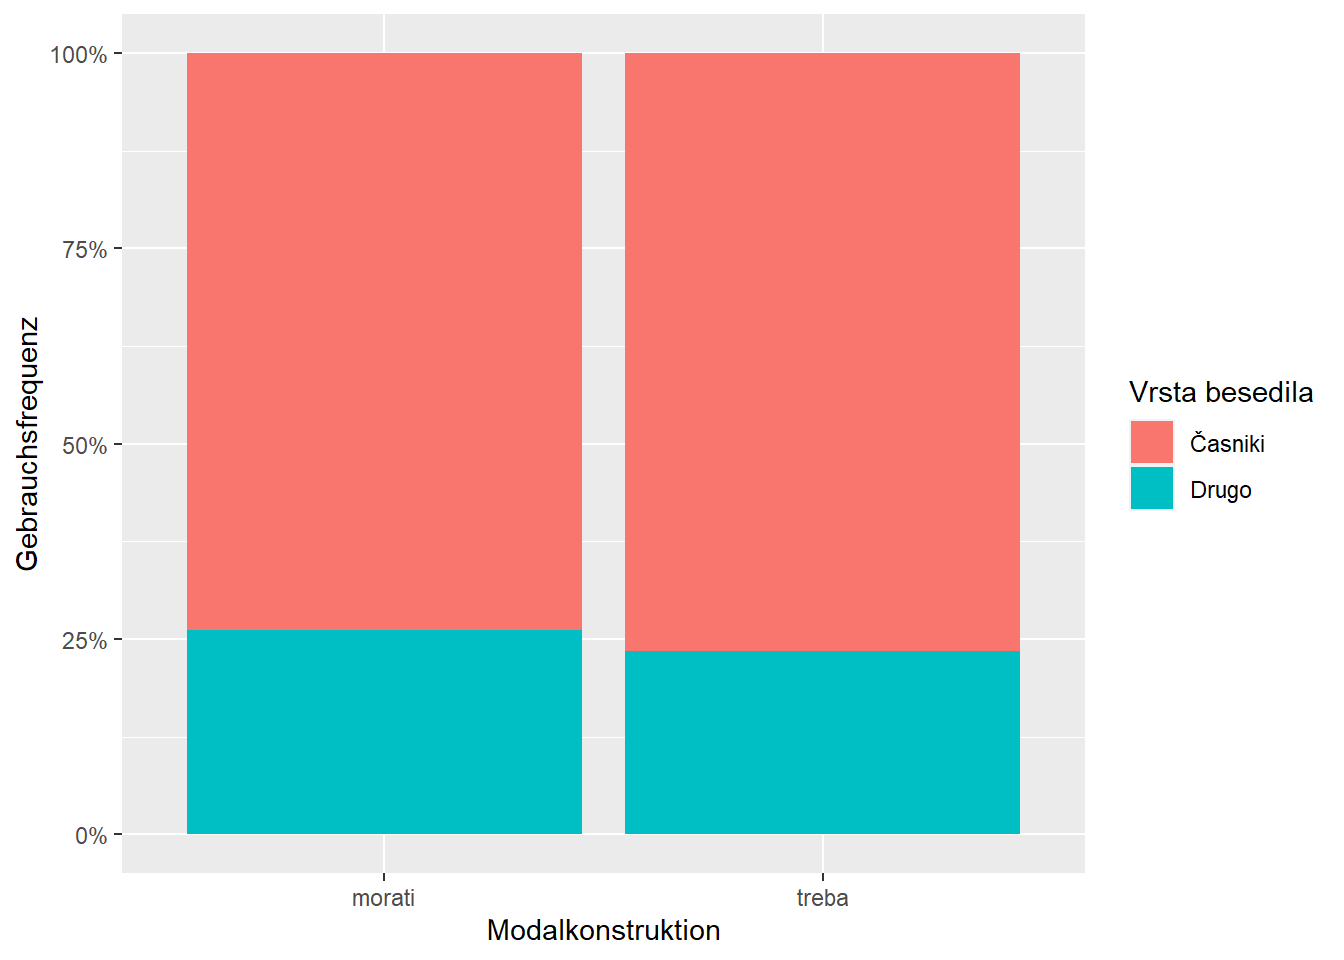 100%
75%
50%
25%
0%
Gebrauchsfrequenz
morati
treba
Modalkonstruktion
Vrsta besedila
Časniki
Drugo